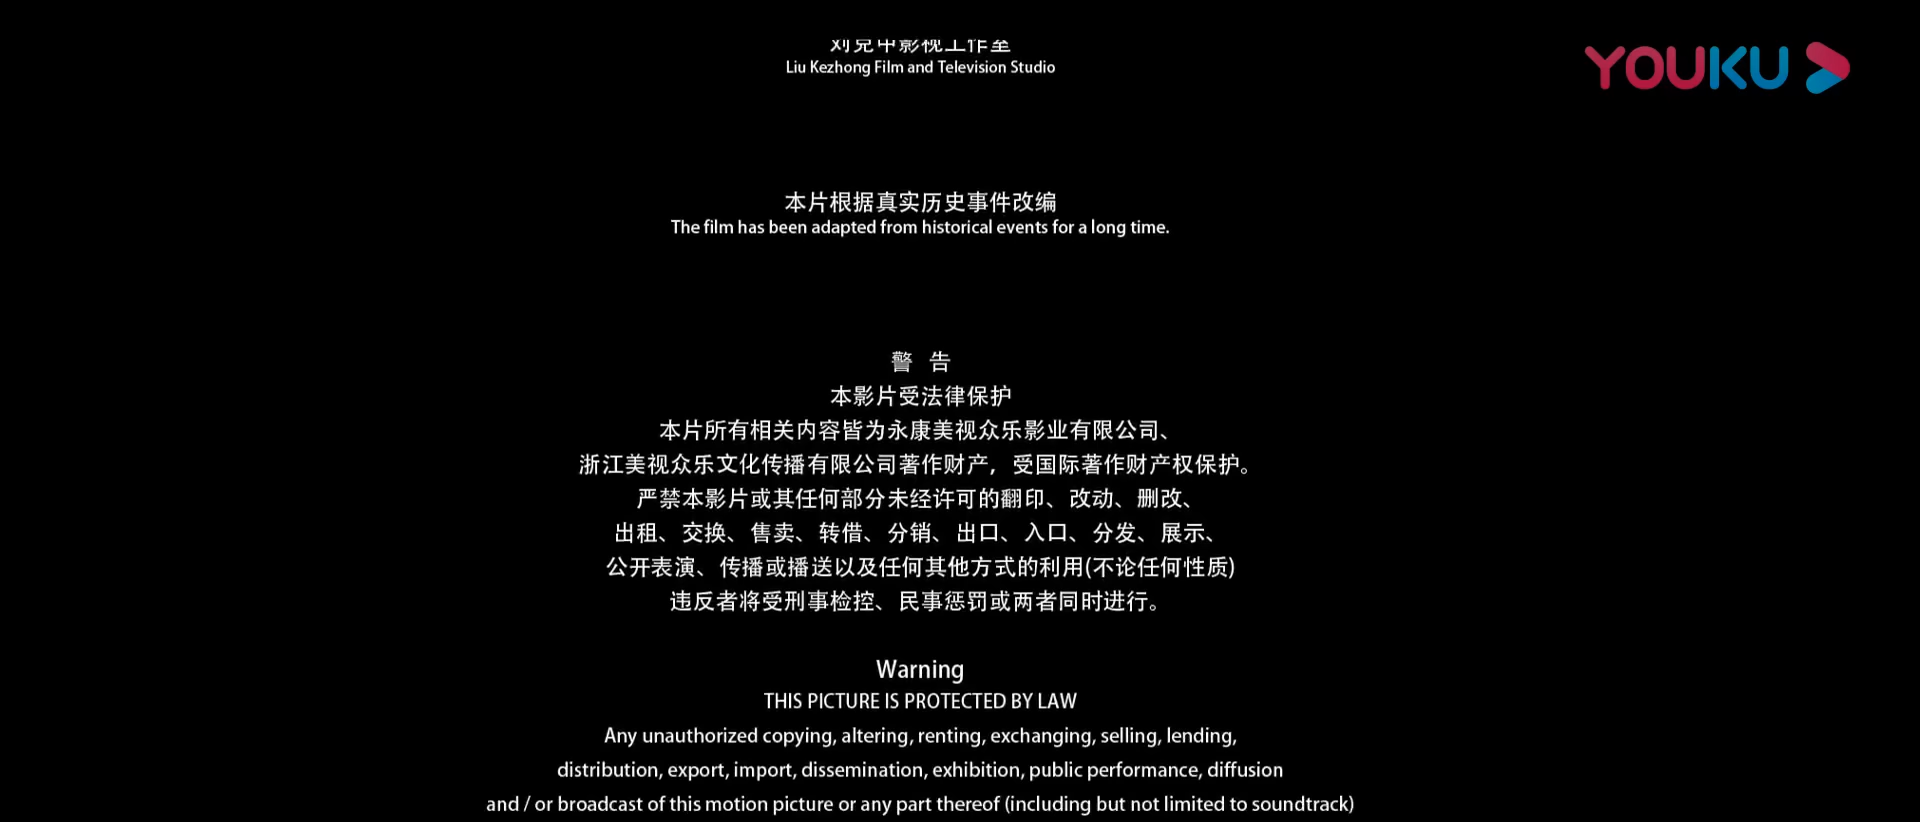 刘克中影视工作室
Liu Kezhong Film and Television Studio
YOUKU
本片根据真实历史事件改编
The film has been adapted from historical events for a long time.
警 告
本影片受法律保护
本片所有相关内容皆为永康美视众乐影业有限公司、
浙江美视众乐文化传播有限公司著作财产，受国际著作财产权保护。
严禁本影片或其任何部分未经许可的翻印、改动、删改、
出租、交换、售卖、转借、分销、出口、入口、分发、展示、
公开表演、传播或播送以及任何其他方式的利用(不论任何性质)
违反者将受刑事检控、民事惩罚或两者同时进行。
Warning
THIS PICTURE IS PROTECTED BY LAW
Any unauthorized copying, altering, renting, exchanging, selling, lending,
distribution, export, import, dissemination, exhibition, public performance, diffusion
and / or broadcast of this motion picture or any part thereof (including but not limited to soundtrack)